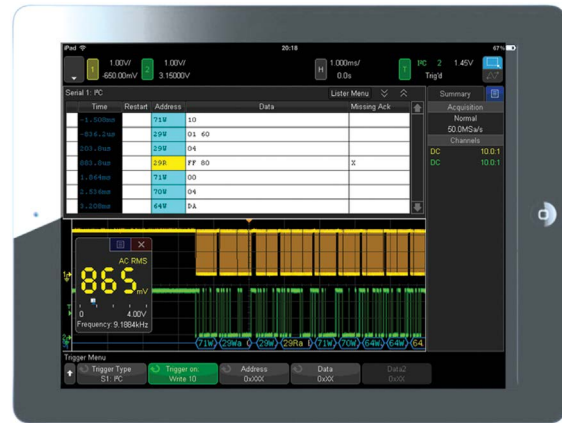 iPad 20:18 67%
1 1.00V/ -650.00mV 2 1.00V/ 3.15000V H 1.000ms/ 0.0s T I²C 2 1.45V Trig'd
Serial 1: I²C Lister Menu Summary
Time Restart Address Data Missing Ack
-1.508ms 71W 10
-836.2us 29W 01 60
203.8us 29W 04
883.8us 29R FF 80 X
1.864ms 71W 00
2.536ms 70W 04
3.208ms 64W DA
Acquisition
Normal
50.0MSa/s
Channels
DC 10.0:1
DC 10.0:1
AC RMS
865 mV
0 4.00V
Frequency: 9.1884kHz
71W 29Wa 29W 29Ra 71W 70W 64W 64W 64
Trigger Menu
Trigger Type
S1: I²C
Trigger on:
Write 10
Address
0xXXX
Data
0xXX
Data2
0xXX